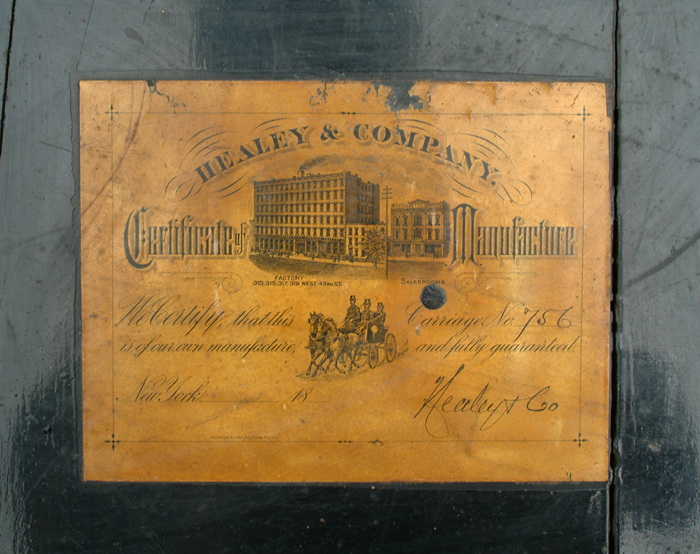 HEALEY & COMPANY.
Certificate of Manufacture
FACTORY
313, 315, 317, 319 WEST 43RD ST.
SALESROOMS
We Certify, that this Carriage No. 756
is of our own manufacture, and fully guaranteed.
New York 18
Healey & Co